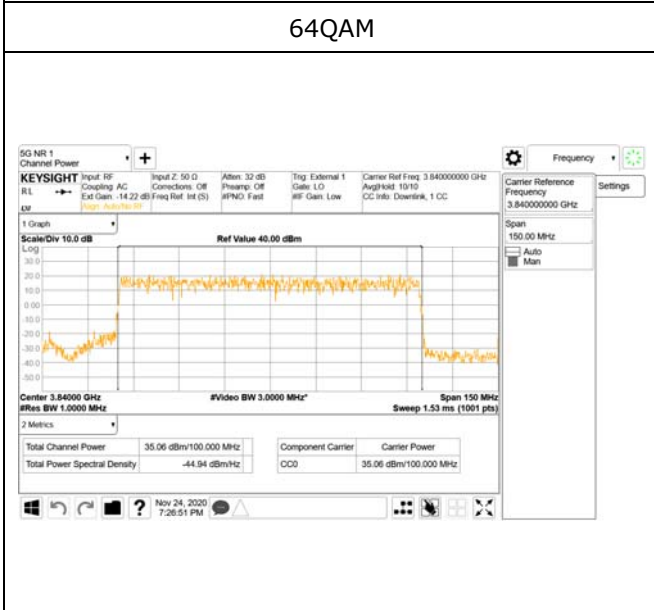 64QAM
5G NR 1
Channel Power
+
Frequency
Settings
KEYSIGHT
RL
Input: RF
Coupling: AC
Ext Gain: -14.22 dB
Align: Auto/No RF
Input Z: 50 Ω
Corrections: Off
Freq Ref: Int (S)
Atten: 32 dB
Preamp: Off
#PNO: Fast
Trig: External 1
Gate: LO
#IF Gain: Low
Carrier Ref Freq: 3.840000000 GHz
Avg|Hold: 10/10
CC Info: Downlink, 1 CC
Carrier Reference
Frequency
3.840000000 GHz
Span
150.00 MHz
Auto
Man
1 Graph
Scale/Div 10.0 dB
Ref Value 40.00 dBm
Log
30.0
20.0
10.0
0.00
-10.0
-20.0
-30.0
-40.0
-50.0
Center 3.84000 GHz
#Video BW 3.0000 MHz*
Span 150 MHz
#Res BW 1.0000 MHz
Sweep 1.53 ms (1001 pts)
2 Metrics
Total Channel Power 35.06 dBm/100.000 MHz
Total Power Spectral Density -44.94 dBm/Hz
Component Carrier Carrier Power
CC0 35.06 dBm/100.000 MHz
?
Nov 24, 2020
7:26:51 PM